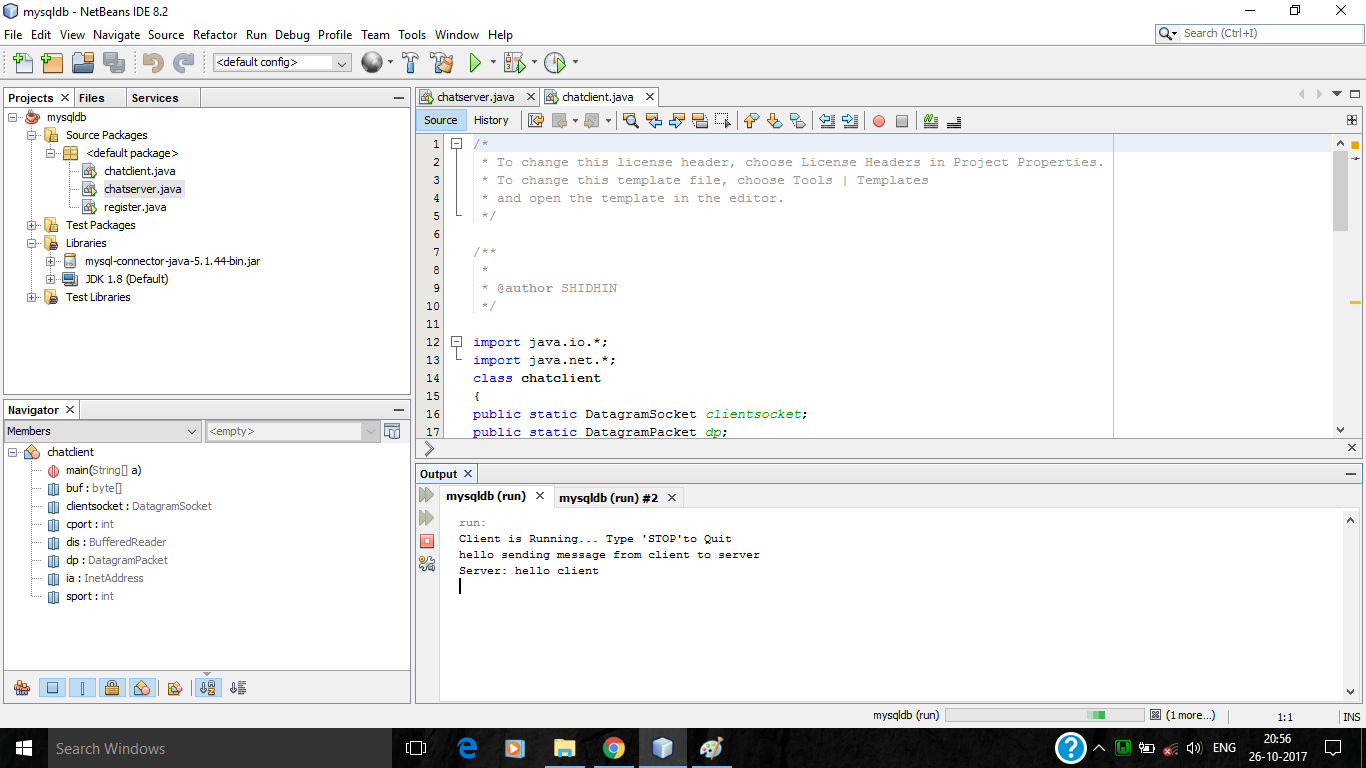 mysqldb - NetBeans IDE 8.2
File Edit View Navigate Source Refactor Run Debug Profile Team Tools Window Help
Search (Ctrl+I)
<default config>
Projects Files Services
mysqldb
Source Packages
<default package>
chatclient.java
chatserver.java
register.java
Test Packages
Libraries
mysql-connector-java-5.1.44-bin.jar
JDK 1.8 (Default)
Test Libraries
Navigator
Members
<empty>
chatclient
main(String[] a)
buf : byte[]
clientsocket : DatagramSocket
cport : int
dis : BufferedReader
dp : DatagramPacket
ia : InetAddress
sport : int
chatserver.java chatclient.java
Source History
1 /*
2 * To change this license header, choose License Headers in Project Properties.
3 * To change this template file, choose Tools | Templates
4 * and open the template in the editor.
5 */
6
7 /**
8 *
9 * @author SHIDHIN
10 */
11
12 import java.io.*;
13 import java.net.*;
14 class chatclient
15 {
16 public static DatagramSocket clientsocket;
17 public static DatagramPacket dp;
Output
mysqldb (run) mysqldb (run) #2
run:
Client is Running... Type 'STOP'to Quit
hello sending message from client to server
Server: hello client
mysqldb (run) (1 more...) 1:1 INS
Search Windows
ENG
20:56
26-10-2017